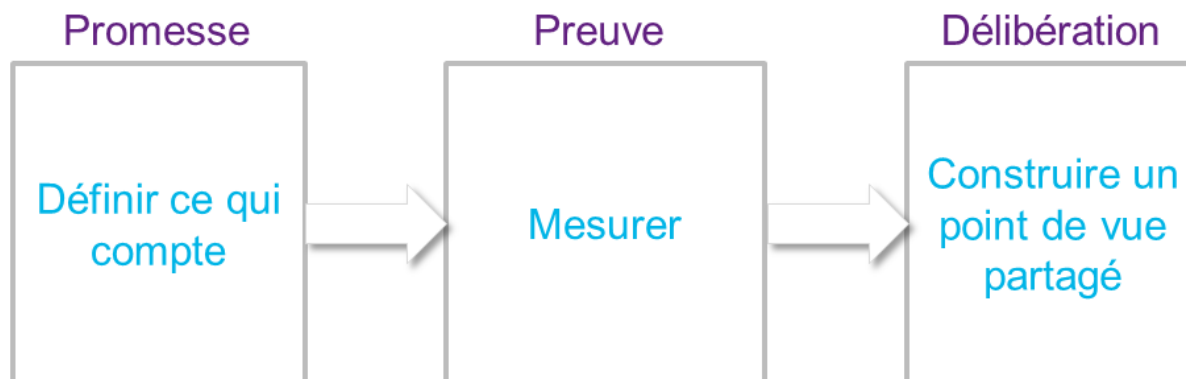 Promesse
Preuve
Délibération
Définir ce qui
compte
Mesurer
Construire un
point de vue
partagé